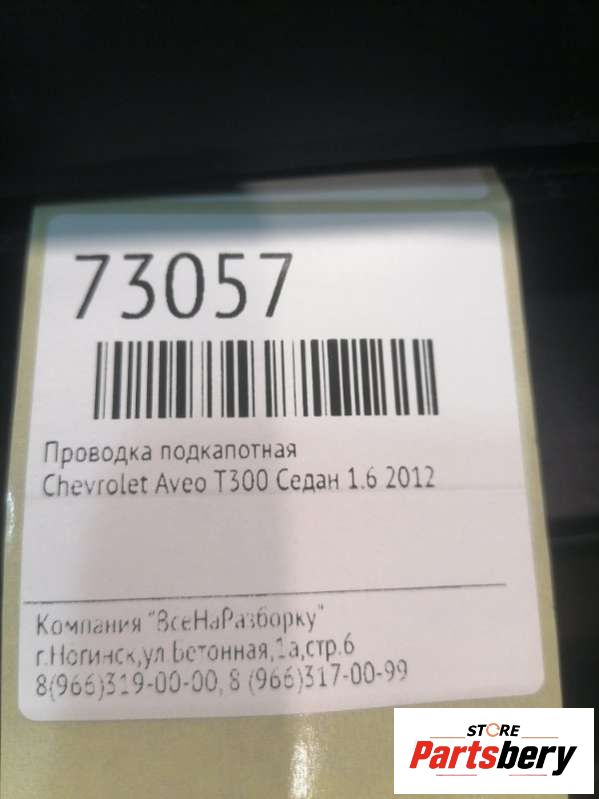 73057
Проводка подкапотная
Chevrolet Aveo T300 Седан 1.6 2012
Компания "ВсеНаРазборку"
г.Ногинск,ул.Бетонная,1а,стр.6
8(966)319-00-00, 8 (966)317-00-99
STORE
Partsbery